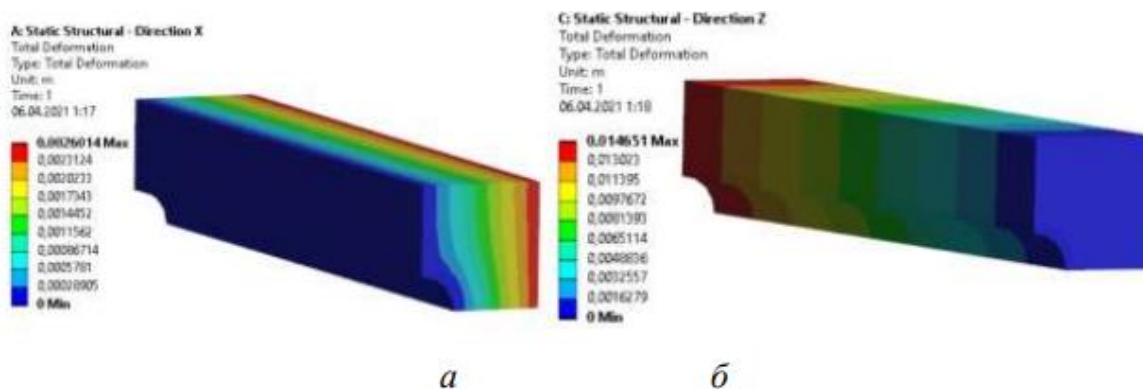 A: Static Structural - Direction X
Total Deformation
Type: Total Deformation
Unit: m
Time: 1
06.04.2021 1:17
0.0026014 Max
0,0023124
0,0020233
0,0017343
0,0014452
0,0011562
0,00086714
0,0005781
0,00028905
0 Min
C: Static Structural - Direction Z
Total Deformation
Type: Total Deformation
Unit: m
Time: 1
06.04.2021 1:18
0.014651 Max
0,013023
0,011395
0,0097672
0,0081393
0,0065114
0,0048836
0,0032557
0,0016279
0 Min
а
б